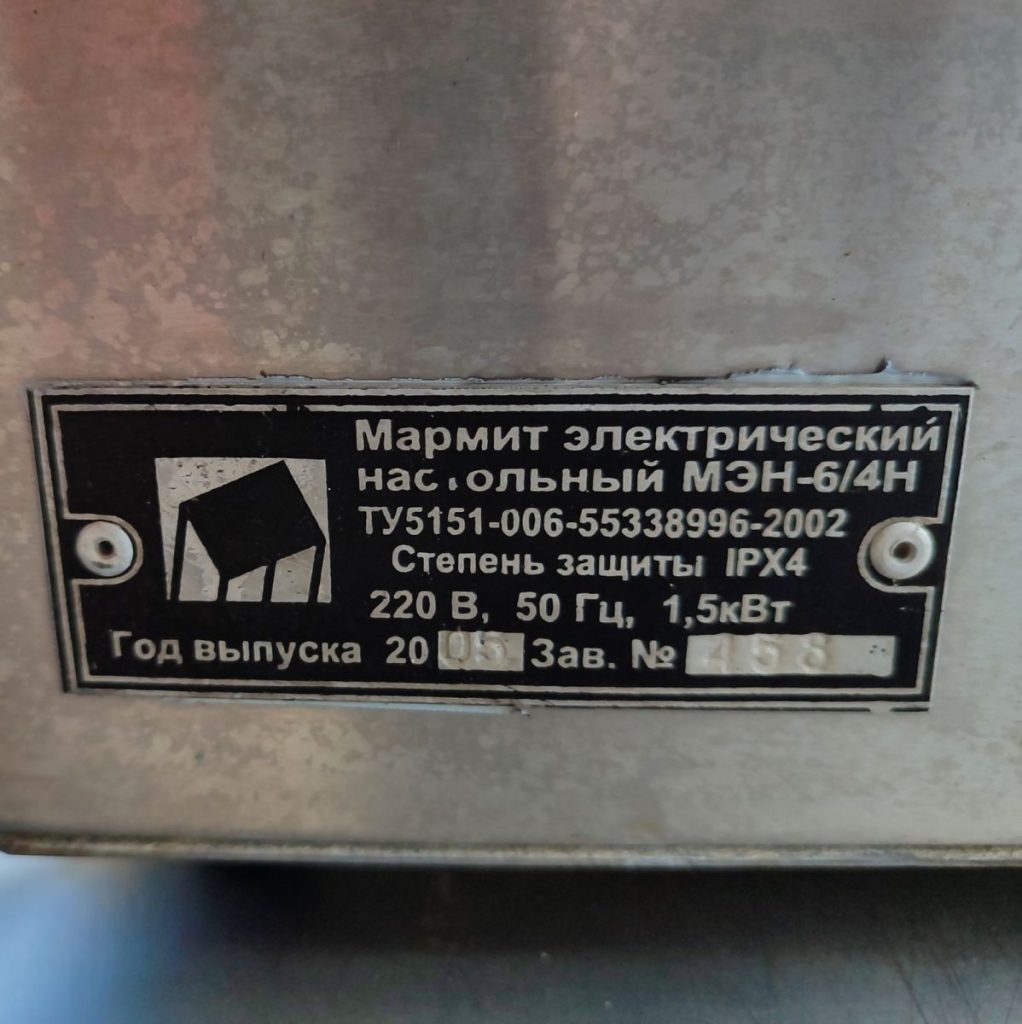 Мармит электрический
настольный МЭН-6/4Н
ТУ5151-006-55338996-2002
Степень защиты IPX4
220 В, 50 Гц, 1,5кВт
Год выпуска 2005 Зав. № 458